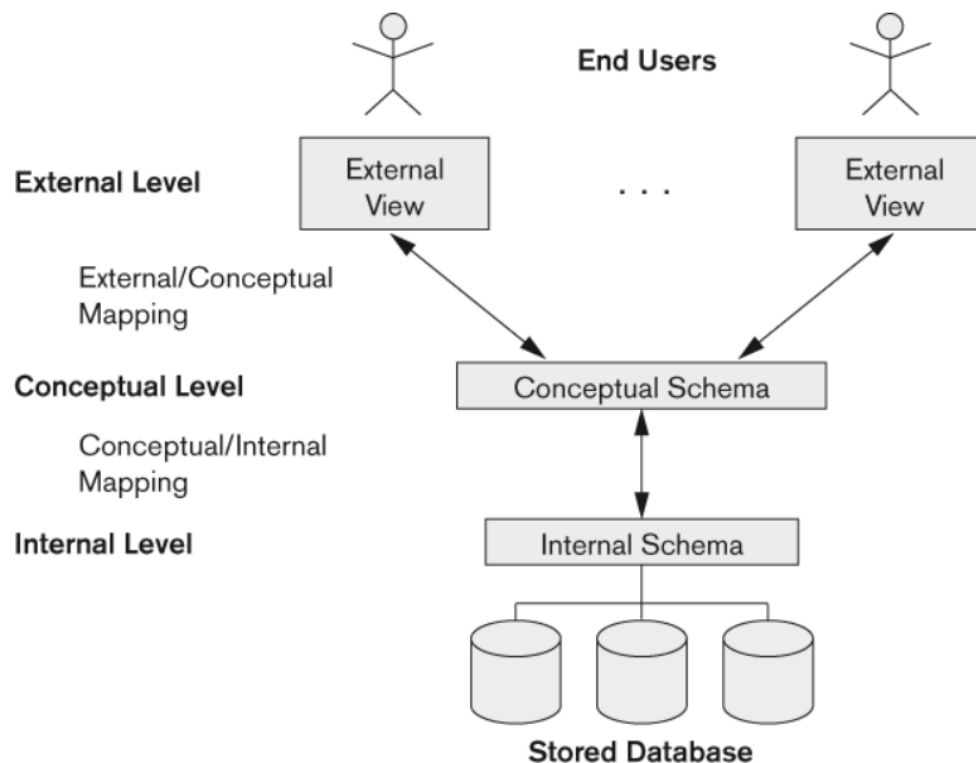 End Users
External Level
External
View
. . .
External
View
External/Conceptual
Mapping
Conceptual Level
Conceptual Schema
Conceptual/Internal
Mapping
Internal Level
Internal Schema
Stored Database